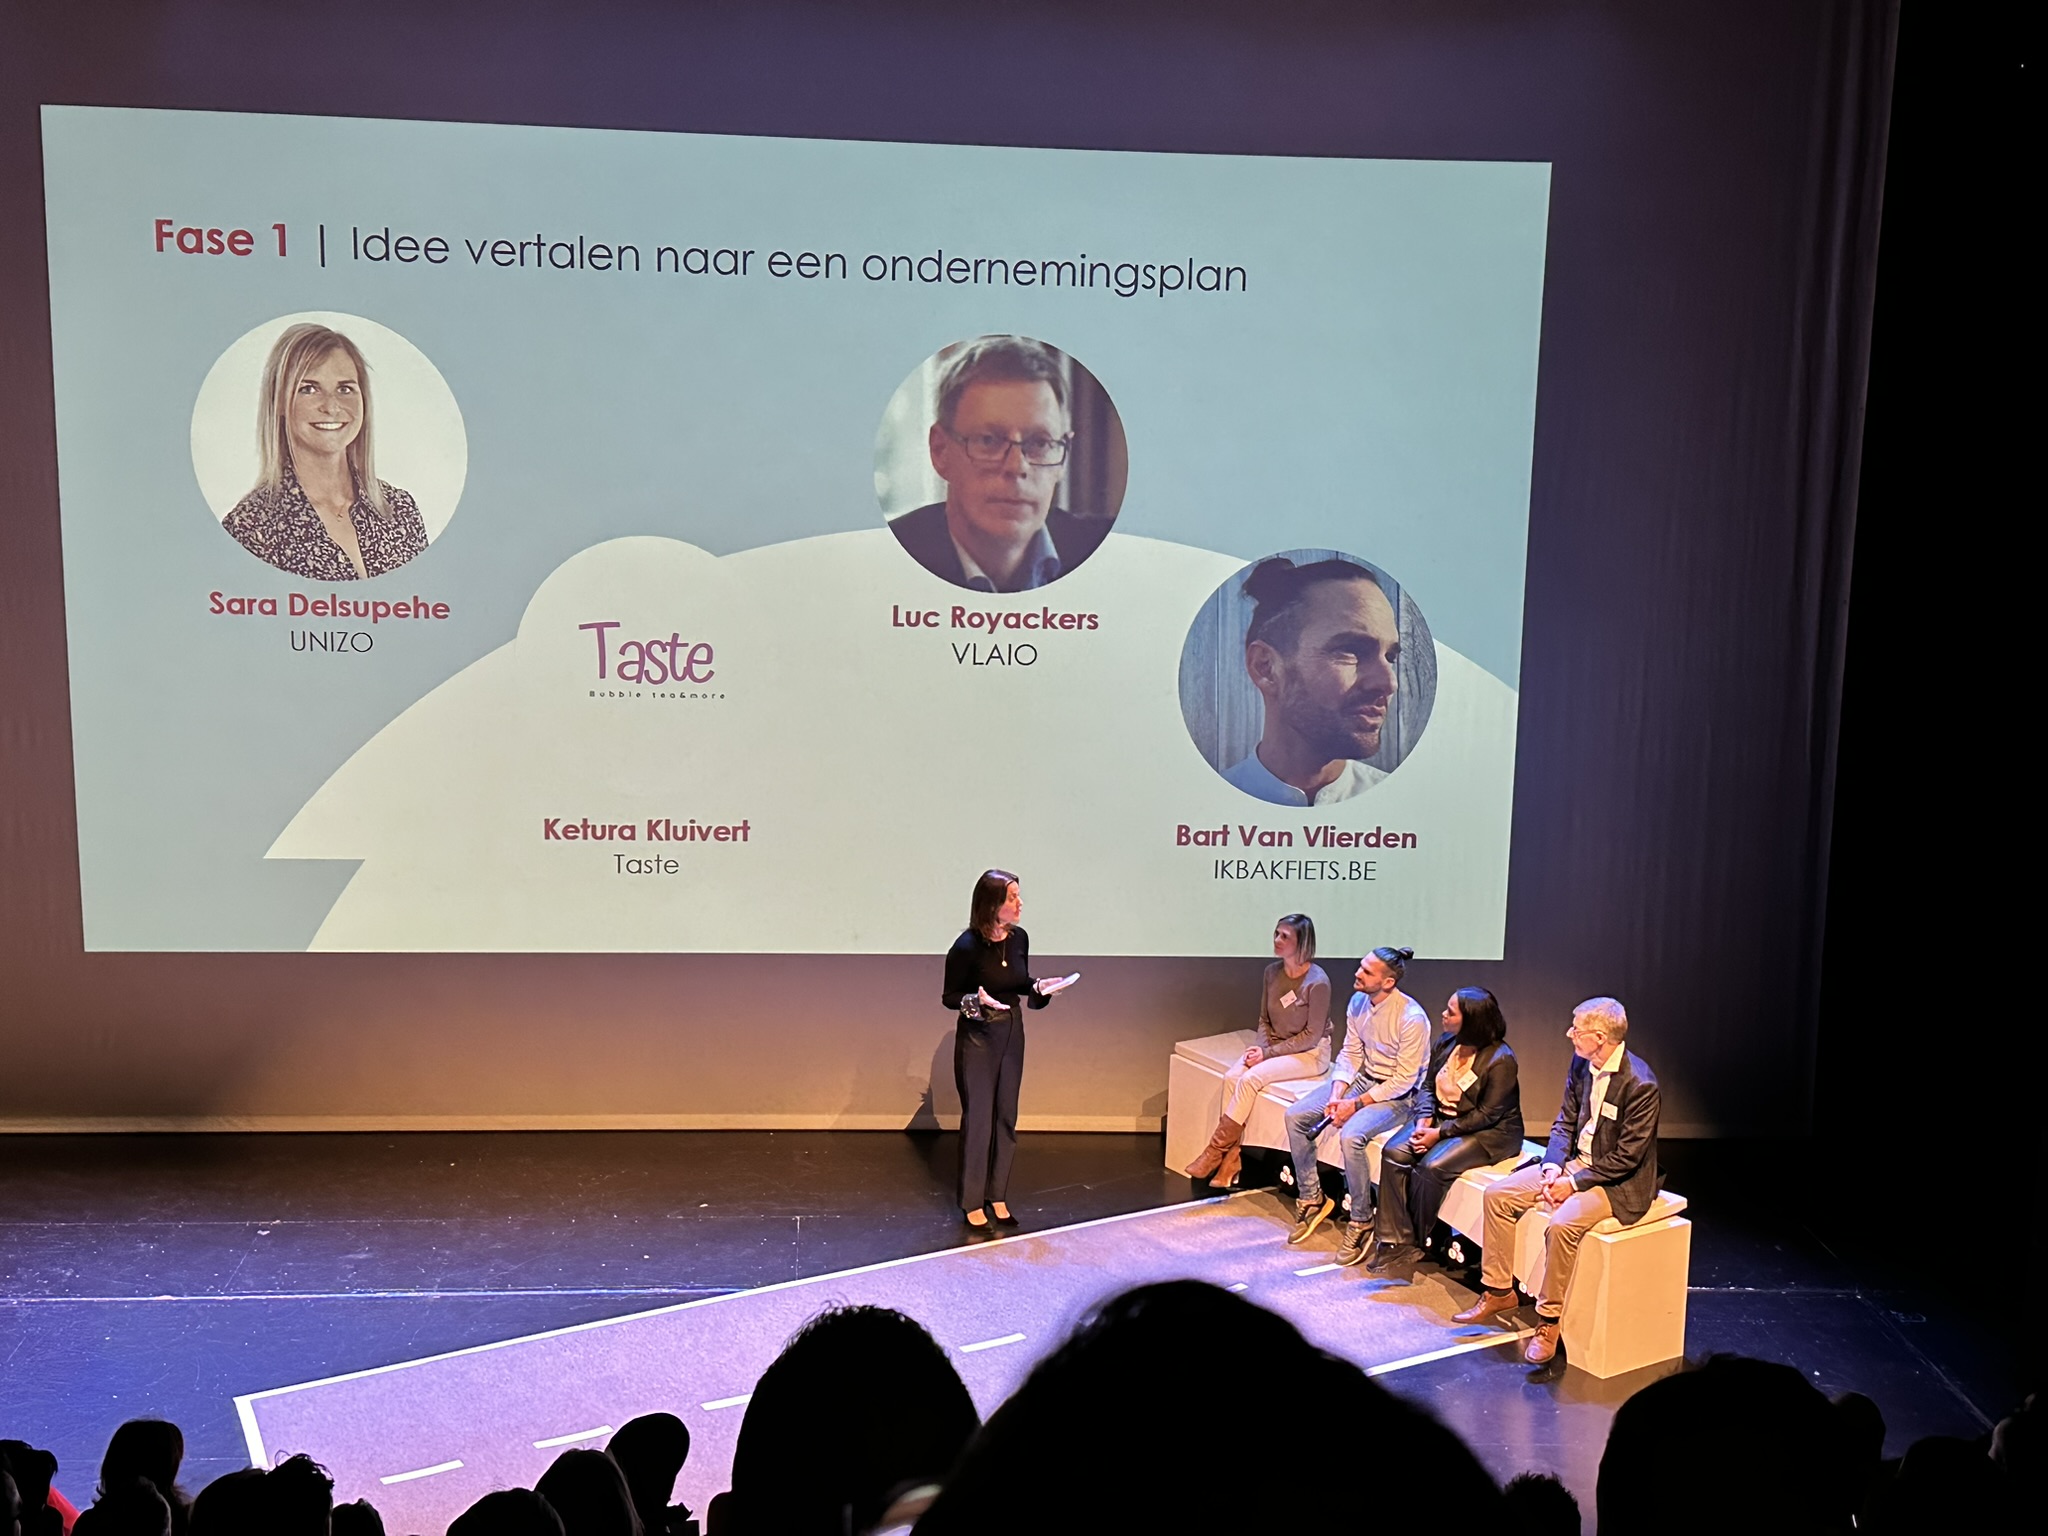 Fase 1 | Idee vertalen naar een ondernemingsplan
Sara Delsupehe
UNIZO
Taste
Bubble tea&more
Ketura Kluivert
Taste
Luc Royackers
VLAIO
Bart Van Vlierden
IKBAKFIETS.BE